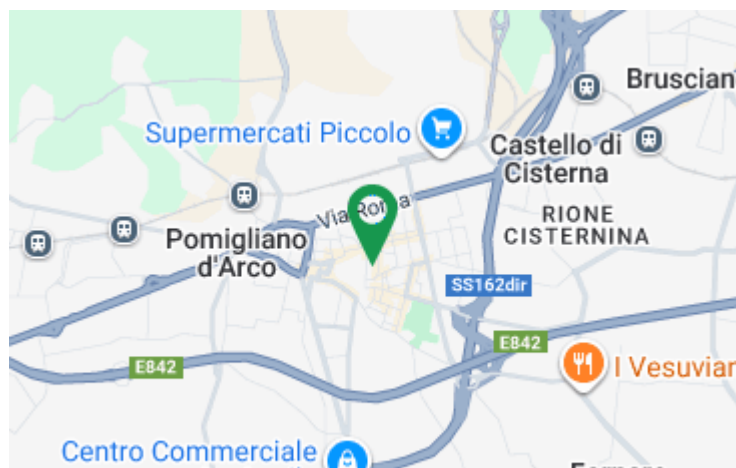 Bruscian
Supermercati Piccolo
Castello di
Cisterna
Via Roma
RIONE
CISTERNINA
Pomigliano
d'Arco
SS162dir
E842
E842
I Vesuvian
Centro Commerciale